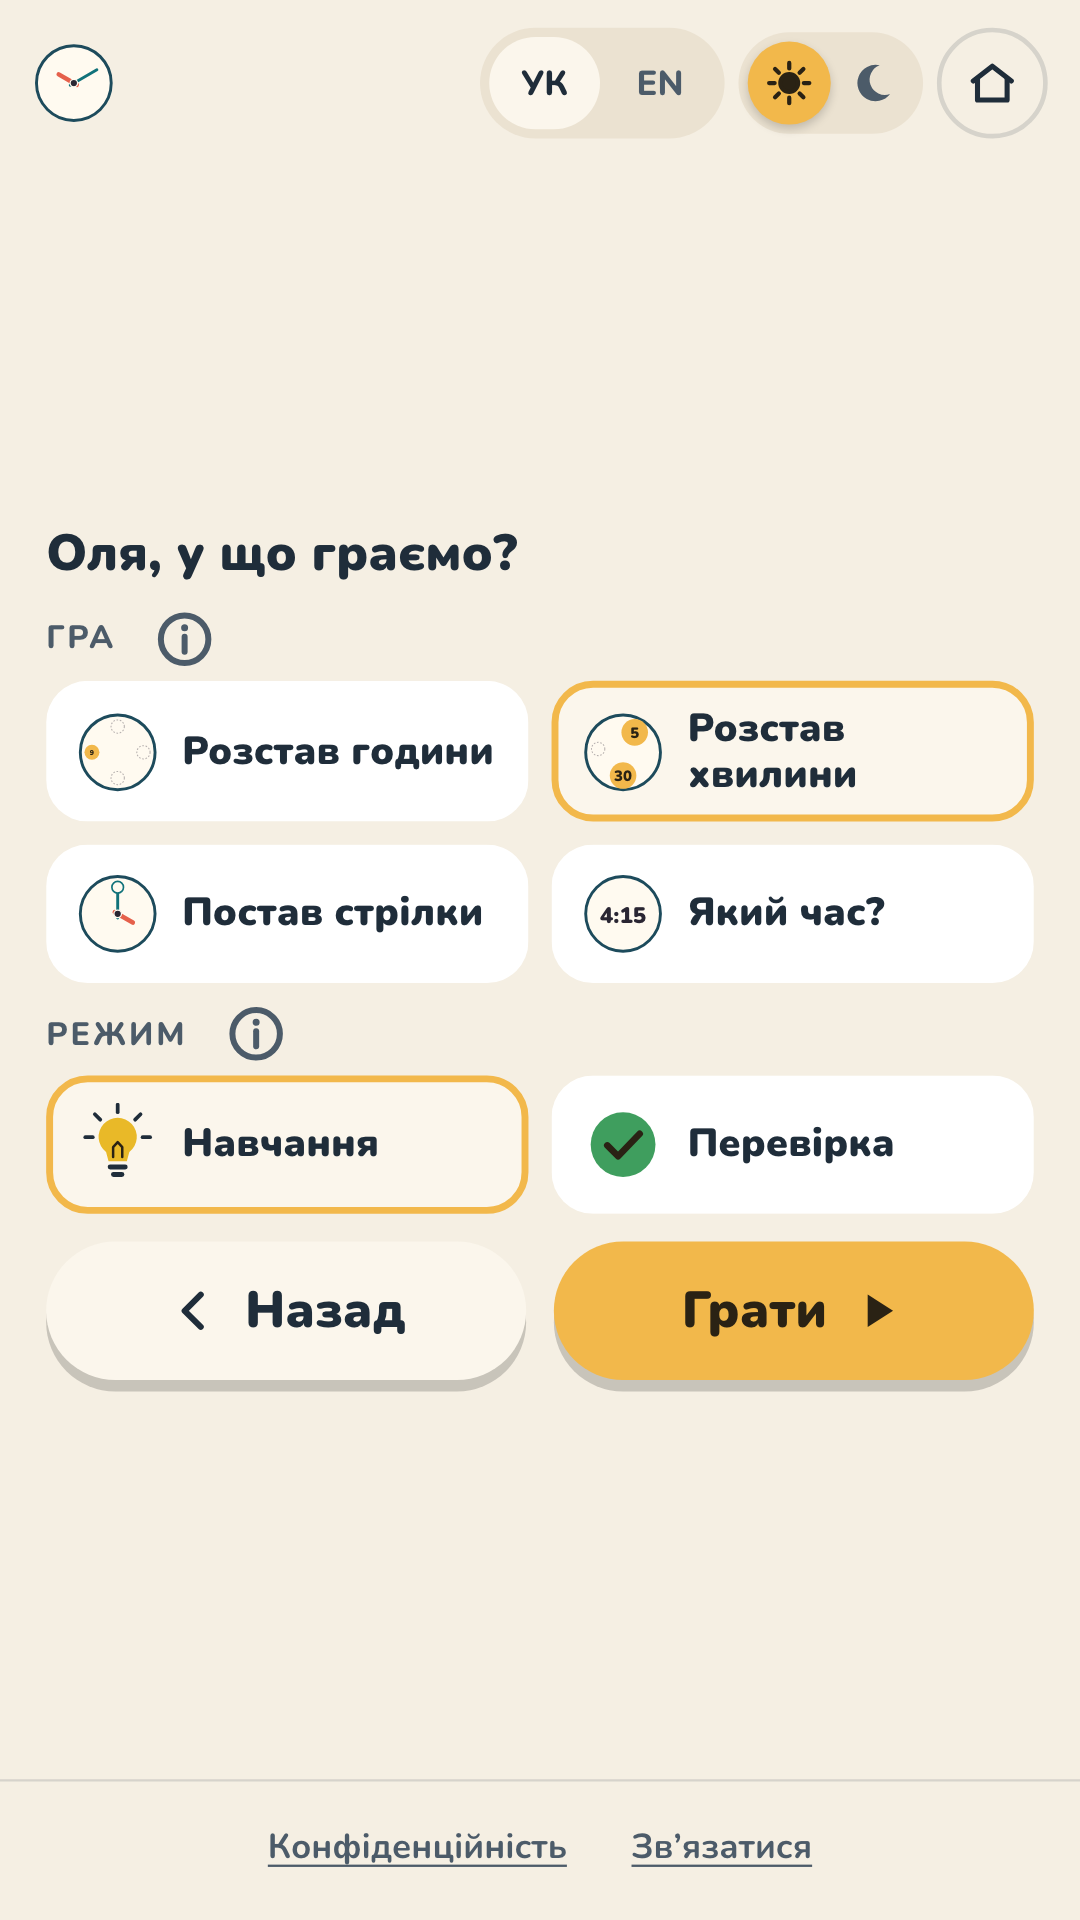 УК EN
Оля, у що граємо?
ГРА
9 Розстав години
5 30 Розстав
хвилини
Постав стрілки
4:15 Який час?
РЕЖИМ
Навчання
Перевірка
Назад
Грати
Конфіденційність Зв’язатися